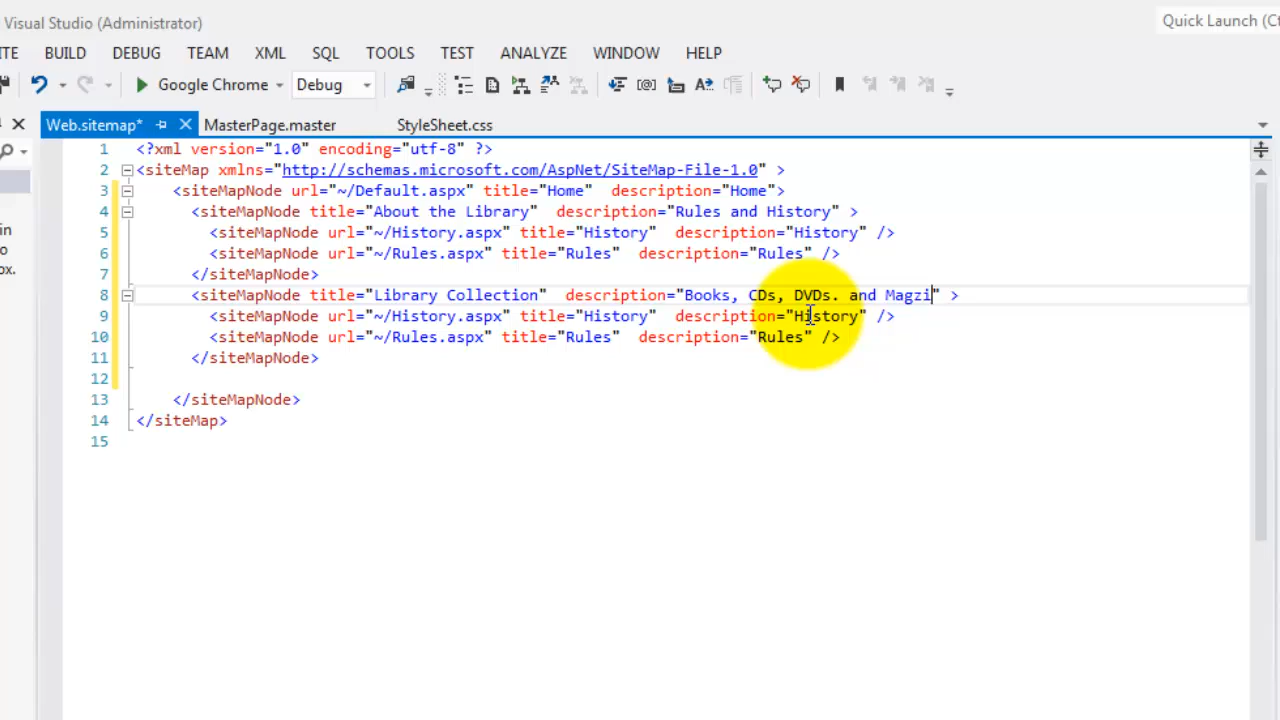 Visual Studio (Administrator)
Quick Launch (Ct
ITE BUILD DEBUG TEAM XML SQL TOOLS TEST ANALYZE WINDOW HELP
Google Chrome Debug
Web.sitemap* MasterPage.master StyleSheet.css
1 <?xml version="1.0" encoding="utf-8" ?>
2 <siteMap xmlns="http://schemas.microsoft.com/AspNet/SiteMap-File-1.0" >
3 <siteMapNode url="~/Default.aspx" title="Home"  description="Home">
4 <siteMapNode title="About the Library"  description="Rules and History" >
5 <siteMapNode url="~/History.aspx" title="History"  description="History" />
6 <siteMapNode url="~/Rules.aspx" title="Rules"  description="Rules" />
7 </siteMapNode>
8 <siteMapNode title="Library Collection"  description="Books, CDs, DVDs. and Magzi" >
9 <siteMapNode url="~/History.aspx" title="History"  description="History" />
10 <siteMapNode url="~/Rules.aspx" title="Rules"  description="Rules" />
11 </siteMapNode>
12
13 </siteMapNode>
14 </siteMap>
15
in
o
ox.